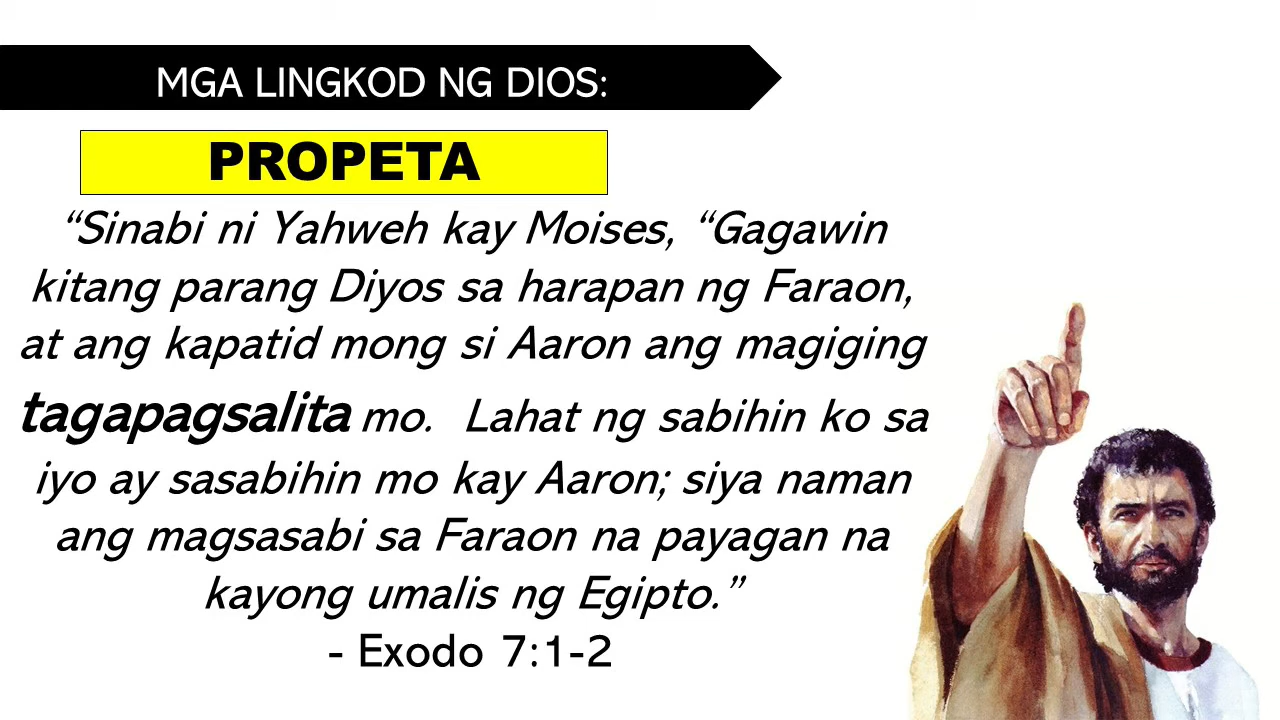 MGA LINGKOD NG DIOS:
PROPETA
“Sinabi ni Yahweh kay Moises, “Gagawin
kitang parang Diyos sa harapan ng Faraon,
at ang kapatid mong si Aaron ang magiging
tagapagsalita mo. Lahat ng sabihin ko sa
iyo ay sasabihin mo kay Aaron; siya naman
ang magsasabi sa Faraon na payagan na
kayong umalis ng Egipto.”
- Exodo 7:1-2